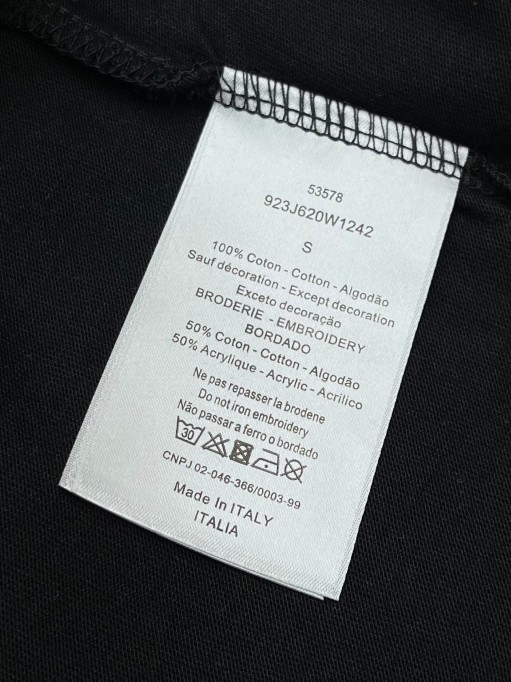 53578
923J620W1242
S
100% Coton - Cotton - Algodão
Sauf décoration - Except decoration
Exceto decoração
BRODERIE - EMBROIDERY
BORDADO
50% Coton - Cotton - Algodão
50% Acrylique - Acrylic - Acrílico
Ne pas repasser la brodene
Do not iron embroidery
Não passar a ferro o bordado
30
CNPJ 02-046-366/0003-99
Made In ITALY
ITALIA